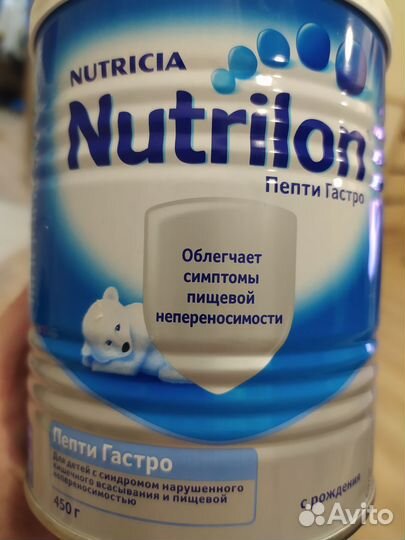 NUTRICIA
Nutrilon
Пепти Гастро
Облегчает
симптомы
пищевой
непереносимости
Пепти Гастро
Для детей с синдромом нарушенного
кишечного всасывания и пищевой
непереносимостью
450 г
с рождения
Avito